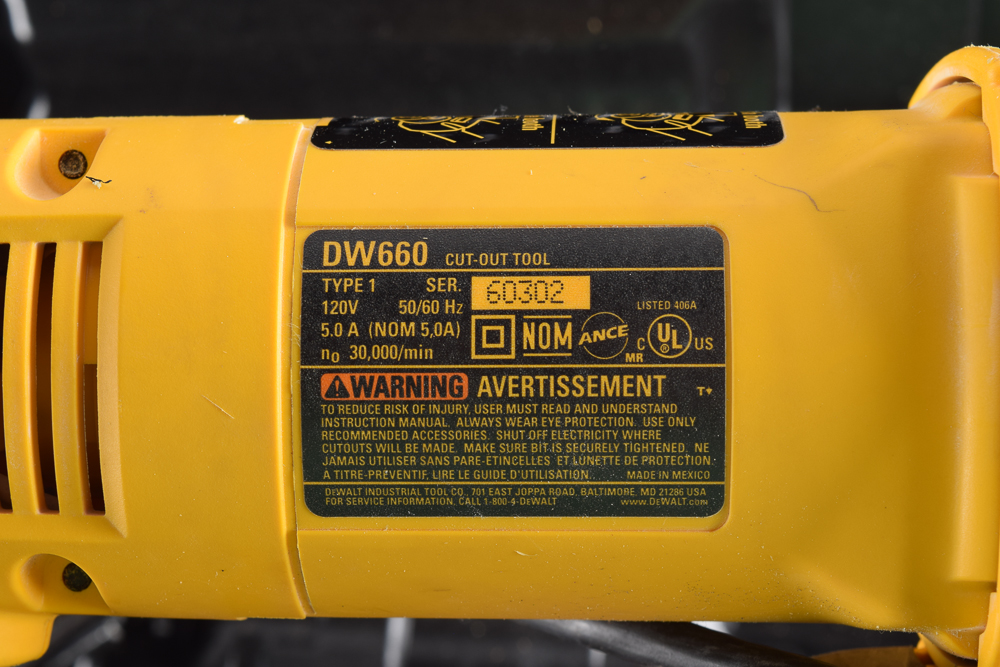 DW660 CUT-OUT TOOL
TYPE 1 SER. 60302
120V 50/60 Hz LISTED 406A
5.0 A (NOM 5,0A) NOM ANCE C UL ® US
n0 30,000/min MR
WARNING AVERTISSEMENT T
TO REDUCE RISK OF INJURY, USER MUST READ AND UNDERSTAND
INSTRUCTION MANUAL. ALWAYS WEAR EYE PROTECTION. USE ONLY
RECOMMENDED ACCESSORIES. SHUT OFF ELECTRICITY WHERE
CUTOUTS WILL BE MADE. MAKE SURE BIT IS SECURELY TIGHTENED. NE
JAMAIS UTILISER SANS PARE-ETINCELLES ET LUNETTE DE PROTECTION.
A TITRE-PREVENTIF, LIRE LE GUIDE D'UTILISATION. MADE IN MEXICO
DEWALT INDUSTRIAL TOOL CO., 701 EAST JOPPA ROAD, BALTIMORE, MD 21286 USA
FOR SERVICE INFORMATION, CALL 1-800-4-DEWALT www.DEWALT.com